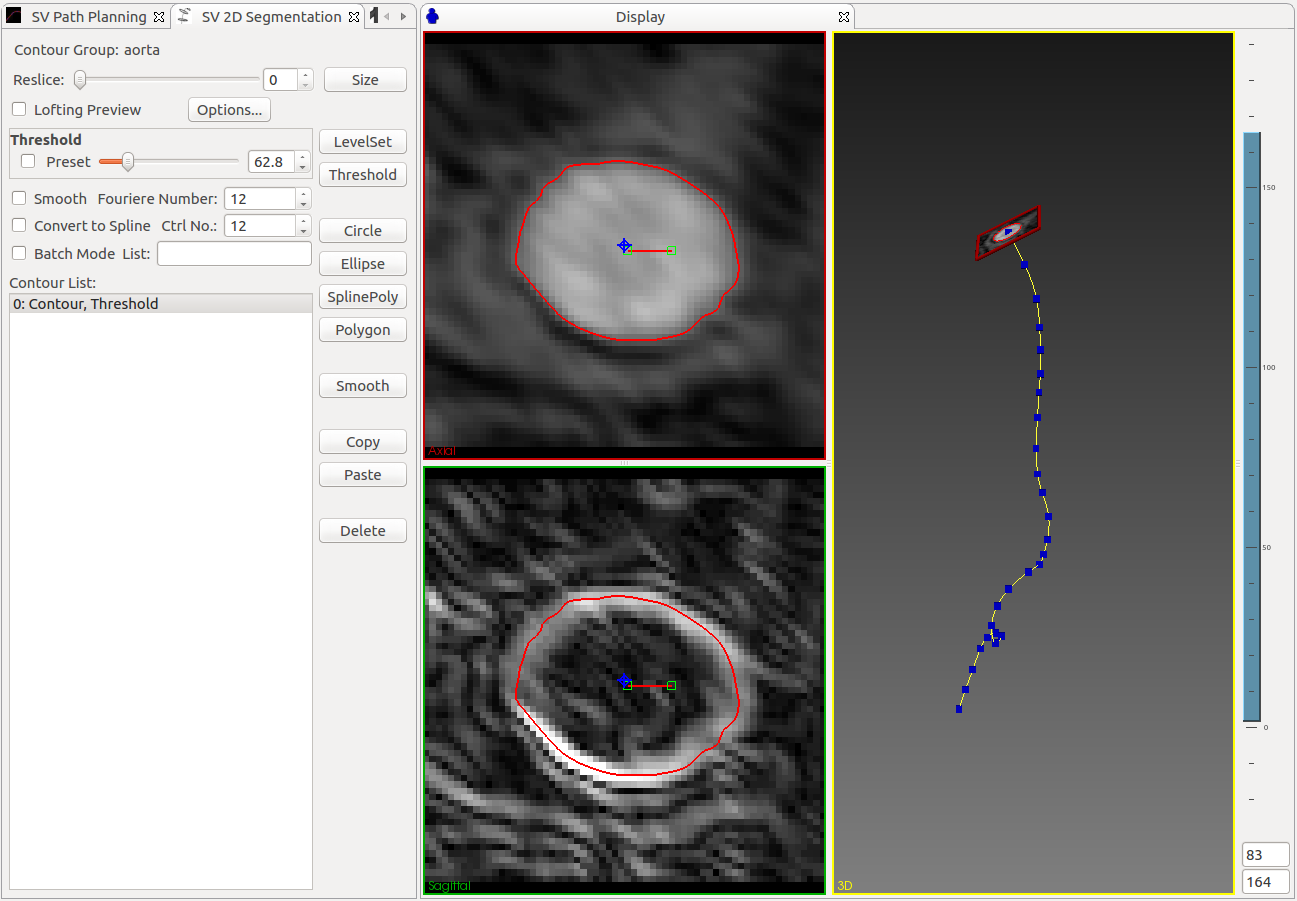 SV Path Planning
SV 2D Segmentation
Contour Group: aorta
Reslice: 0 Size
Lofting Preview Options...
Threshold
Preset 62.8
LevelSet
Threshold
Smooth Fouriere Number: 12
Convert to Spline Ctrl No.: 12
Batch Mode List:
Circle
Ellipse
SplinePoly
Polygon
Smooth
Copy
Paste
Delete
Contour List:
0: Contour, Threshold
Display
Axial
Sagittal
3D
150
100
50
0
83
164